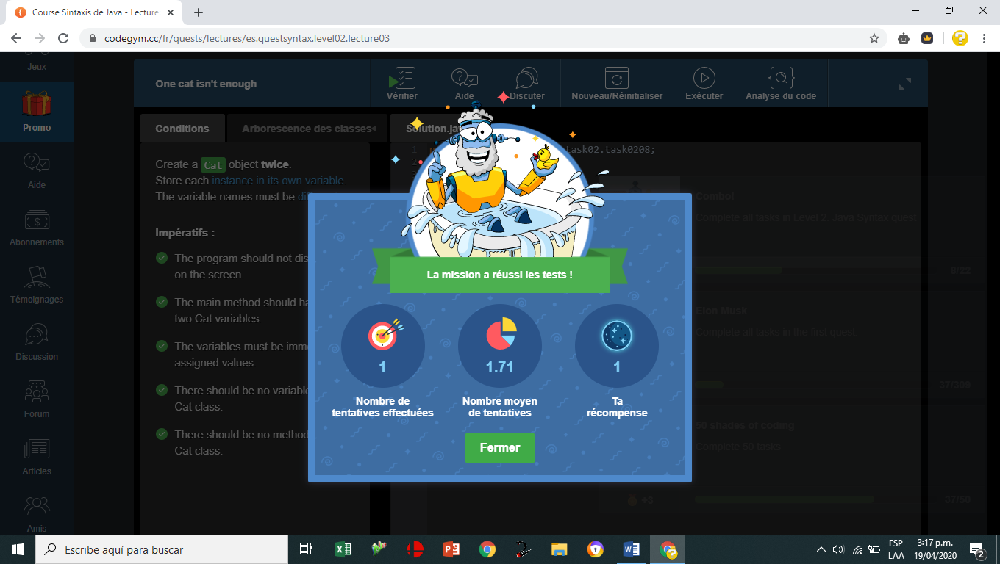 Course Sintaxis de Java - Lecture
codegym.cc/fr/quests/lectures/es.questsyntax.level02.lecture03
Jeux
Promo
Aide
Abonnements
Témoignages
Discussion
Forum
Articles
Amis
One cat isn't enough
Vérifier
Aide
Discuter
Nouveau/Réinitialiser
Exécuter
Analyse du code
Conditions
Arborescence des classes
Solution.ja
Create a Cat object twice.
Store each instance in its own variable.
The variable names must be di
Impératifs :
The program should not dis
on the screen.
The main method should ha
two Cat variables.
The variables must be imme
assigned values.
There should be no variable
Cat class.
There should be no method
Cat class.
1
2
p
task02.task0208;
La mission a réussi les tests !
1
Nombre de
tentatives effectuées
1.71
Nombre moyen
de tentatives
1
Ta
récompense
Fermer
Combo!
Complete all tasks in Level 2, Java Syntax quest
8/22
Elon Musk
Complete all tasks in the first quest.
37/309
50 shades of coding
Complete 50 tasks
+3
37/50
Escribe aquí para buscar
ESP
LAA
3:17 p.m.
19/04/2020
2